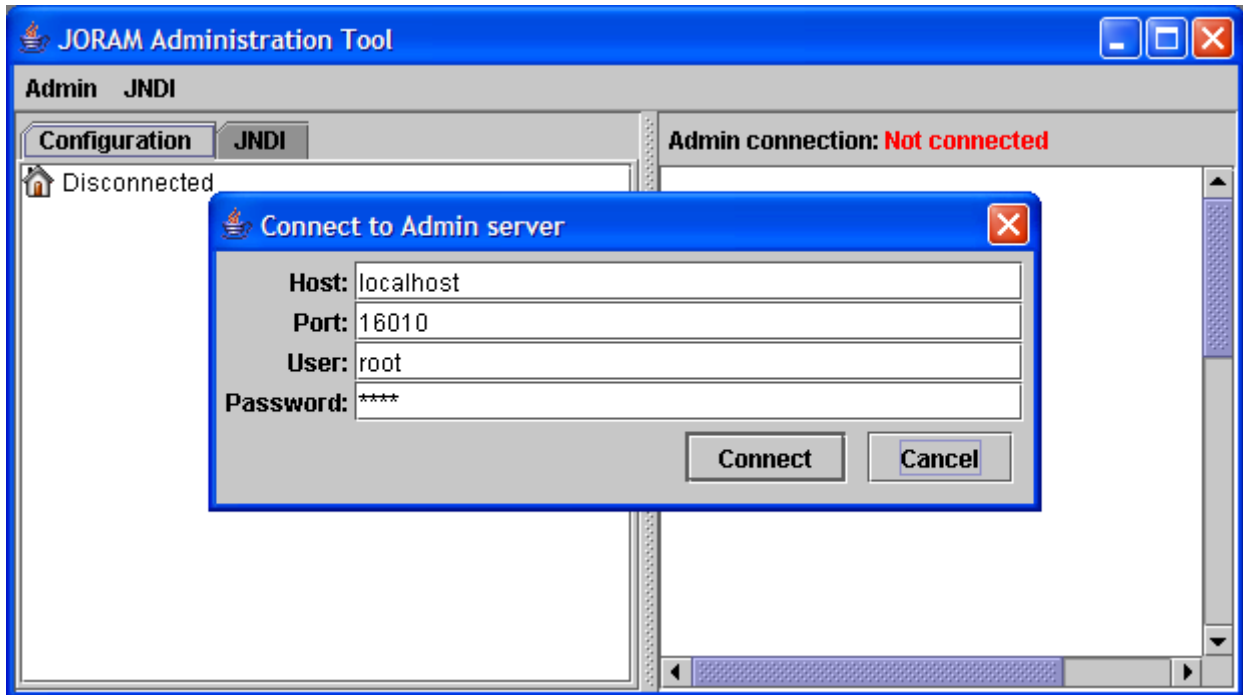 JORAM Administration Tool
Admin JNDI
Configuration JNDI
Admin connection: Not connected
Disconnected
Connect to Admin server
Host: localhost
Port: 16010
User: root
Password: ****
Connect Cancel